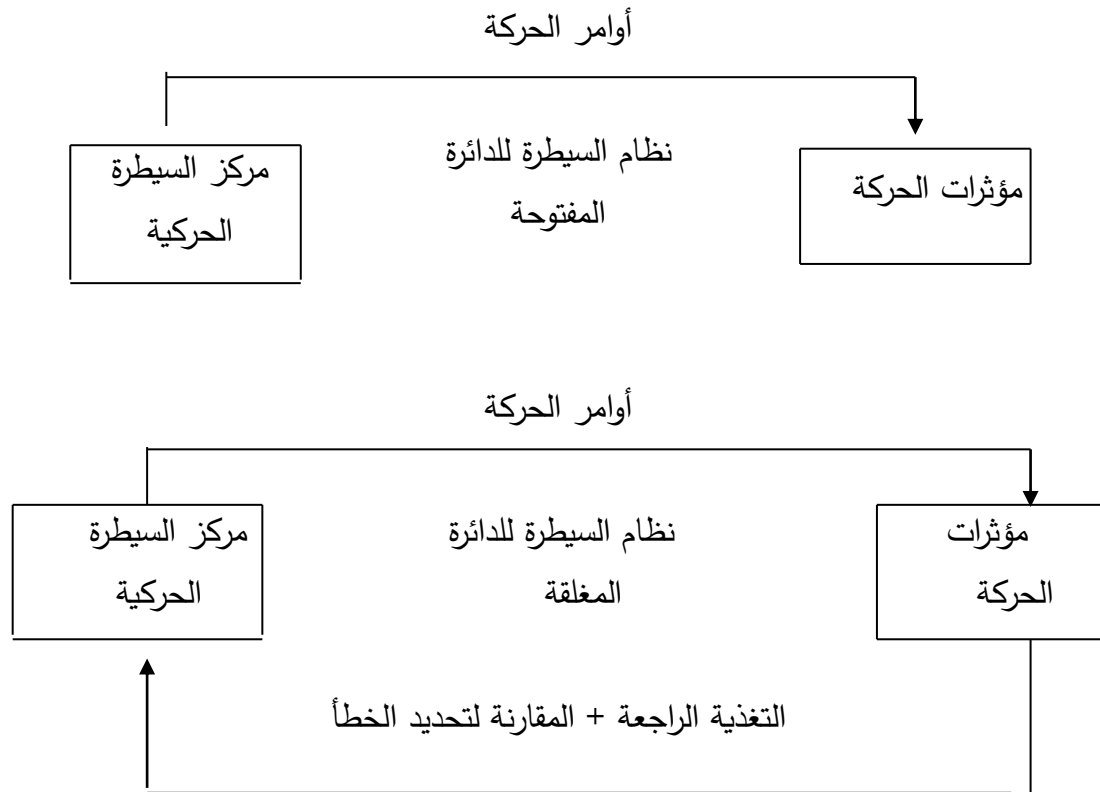 أوامر الحركة
نظام السيطرة للدائرة
المفتوحة
مؤثرات الحركة
مركز السيطرة
الحركية
أوامر الحركة
مؤثرات
الحركة
نظام السيطرة للدائرة
المغلقة
مركز السيطرة
الحركية
التغذية الراجعة + المقارنة لتحديد الخطأ